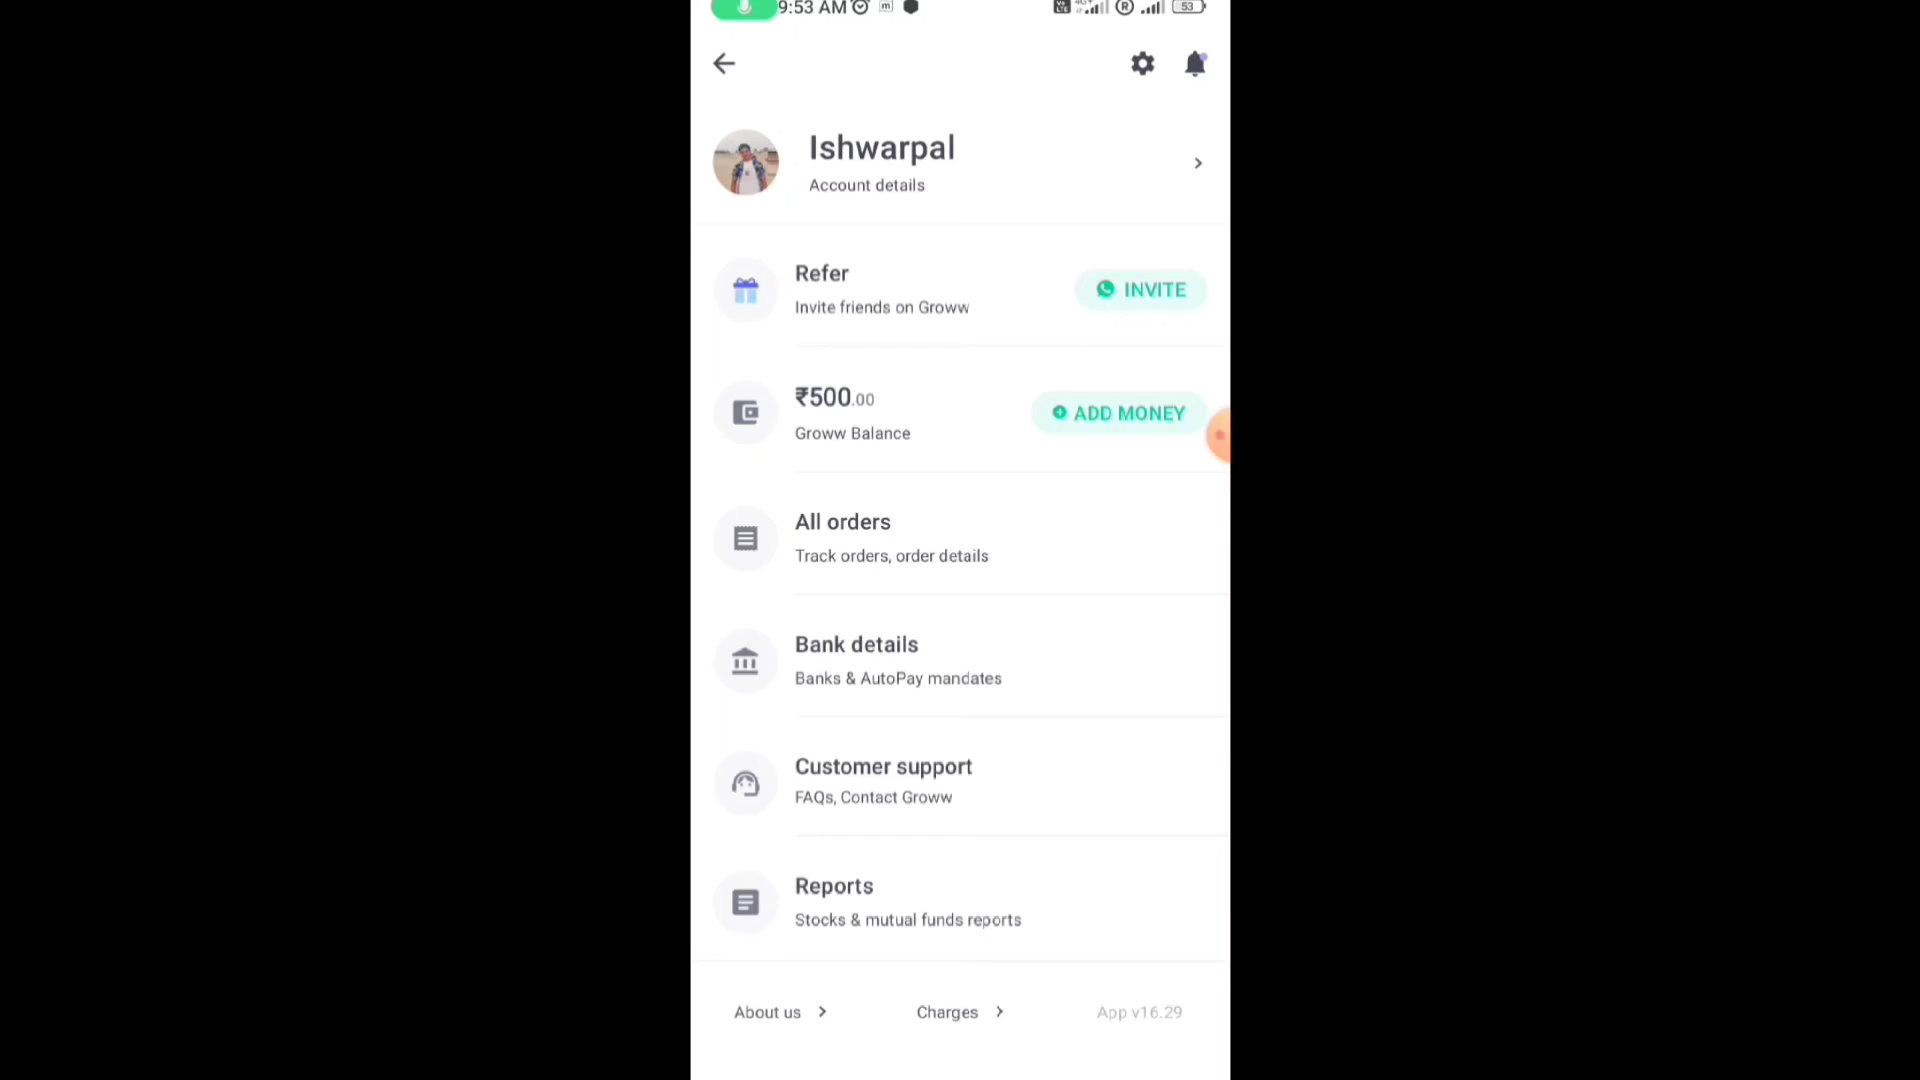 9:53 AM
53
Ishwarpal
Account details
Refer
Invite friends on Groww
INVITE
₹500.00
Groww Balance
ADD MONEY
All orders
Track orders, order details
Bank details
Banks & AutoPay mandates
Customer support
FAQs, Contact Groww
Reports
Stocks & mutual funds reports
About us
Charges
App v16.29